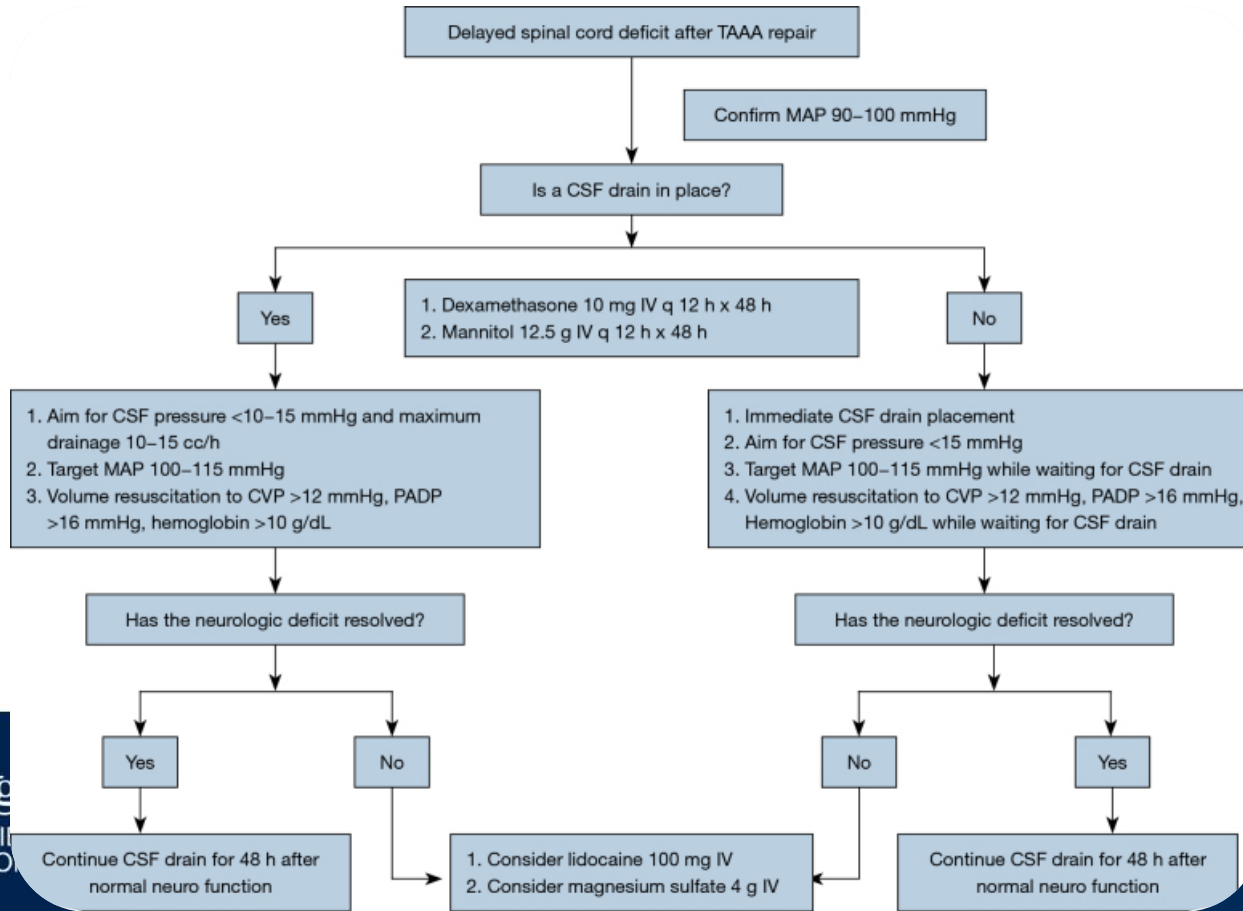 Delayed spinal cord deficit after TAAA repair
Confirm MAP 90–100 mmHg
Is a CSF drain in place?
Yes
1. Dexamethasone 10 mg IV q 12 h x 48 h
2. Mannitol 12.5 g IV q 12 h x 48 h
No
1. Aim for CSF pressure <10–15 mmHg and maximum
drainage 10–15 cc/h
2. Target MAP 100–115 mmHg
3. Volume resuscitation to CVP >12 mmHg, PADP
>16 mmHg, hemoglobin >10 g/dL
1. Immediate CSF drain placement
2. Aim for CSF pressure <15 mmHg
3. Target MAP 100–115 mmHg while waiting for CSF drain
4. Volume resuscitation to CVP >12 mmHg, PADP >16 mmHg,
Hemoglobin >10 g/dL while waiting for CSF drain
Has the neurologic deficit resolved?
Has the neurologic deficit resolved?
Yes
No
No
Yes
Continue CSF drain for 48 h after
normal neuro function
1. Consider lidocaine 100 mg IV
2. Consider magnesium sulfate 4 g IV
Continue CSF drain for 48 h after
normal neuro function